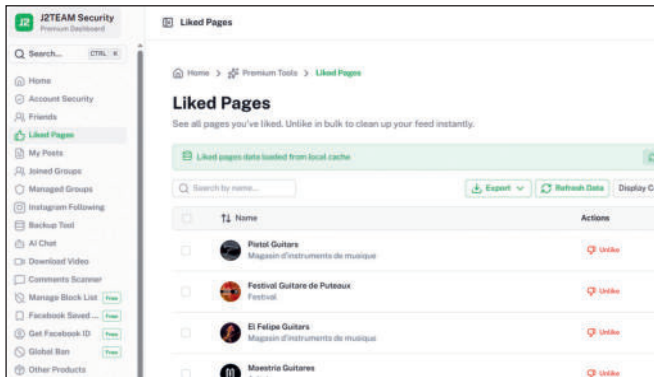 J2TEAM Security
Premium Dashboard
Search...
CTRL K
Home
Account Security
Friends
Liked Pages
My Posts
Joined Groups
Managed Groups
Instagram Following
Backup Tool
AI Chat
Download Video
Comments Scanner
Manage Block List Free
Facebook Saved ... Free
Get Facebook ID Free
Global Ban Free
Other Products
Liked Pages
Home > Premium Tools > Liked Pages
Liked Pages
See all pages you've liked. Unlike in bulk to clean up your feed instantly.
Liked pages data loaded from local cache
Search by name...
Export
Refresh Data
Display C
Name
Actions
Pistol Guitars
Magasin d'instruments de musique
Unlike
Festival Guitare de Puteaux
Festival
Unlike
El Felipe Guitars
Magasin d'instruments de musique
Unlike
Maestria Guitares
Unlike